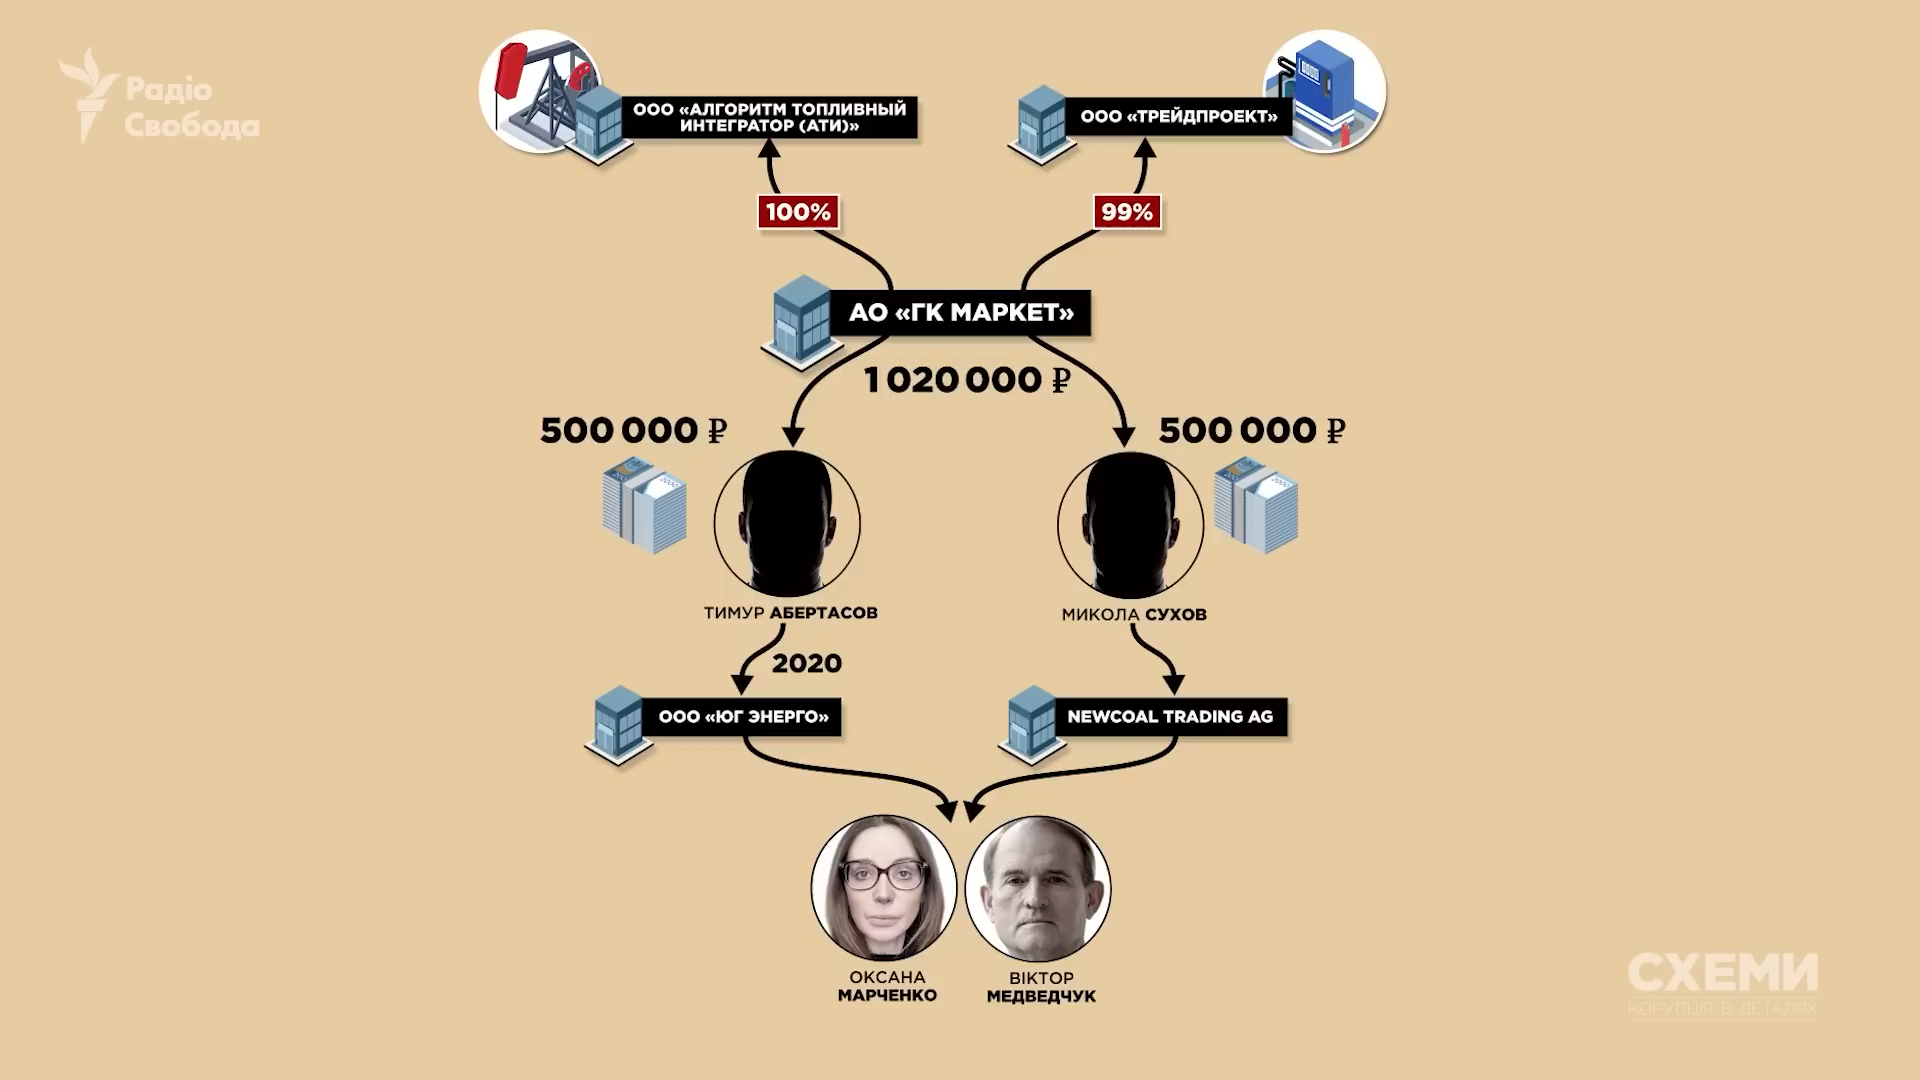 Радіо
Свобода
ООО «АЛГОРИТМ ТОПЛИВНЫЙ
ИНТЕГРАТОР (АТИ)»
ООО «ТРЕЙДПРОЕКТ»
100%
99%
АО «ГК МАРКЕТ»
1 020 000 ₽
500 000 ₽
500 000 ₽
ТИМУР АБЕРТАСОВ
МИКОЛА СУХОВ
2020
ООО «ЮГ ЭНЕРГО»
NEWCOAL TRADING AG
ОКСАНА
МАРЧЕНКО
ВІКТОР
МЕДВЕДЧУК
СХЕМИ
КОРУПЦІЯ В ДЕТАЛЯХ